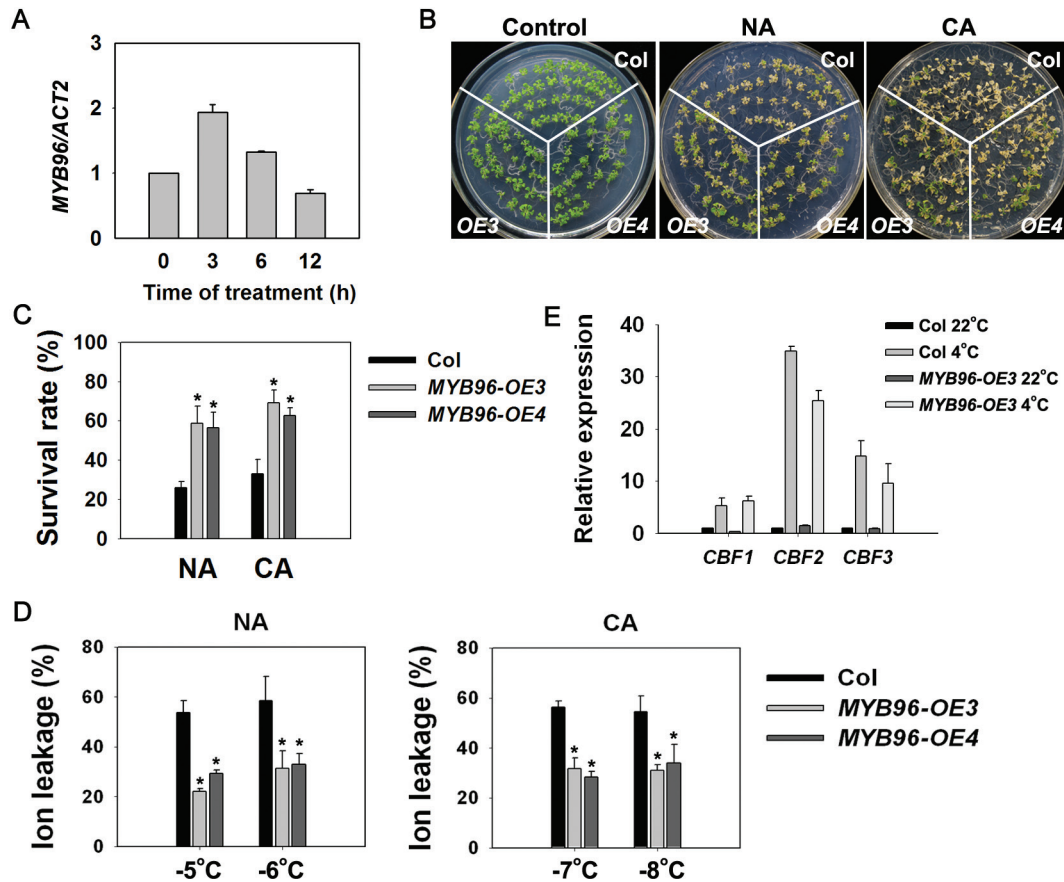 A
MYB96/ACT2
3
2
1
0
0 3 6 12
Time of treatment (h)
B
Control NA CA
Col Col Col
OE3 OE4 OE3 OE4 OE3 OE4
C
Survival rate (%)
100
80
60
40
20
0
* * * *
NA CA
Col
MYB96-OE3
MYB96-OE4
E
Relative expression
40
30
20
10
0
CBF1 CBF2 CBF3
Col 22°C
Col 4°C
MYB96-OE3 22°C
MYB96-OE3 4°C
D
NA
Ion leakage (%)
80
60
40
20
0
* * * *
-5°C -6°C
CA
Ion leakage (%)
80
60
40
20
0
* * * *
-7°C -8°C
Col
MYB96-OE3
MYB96-OE4